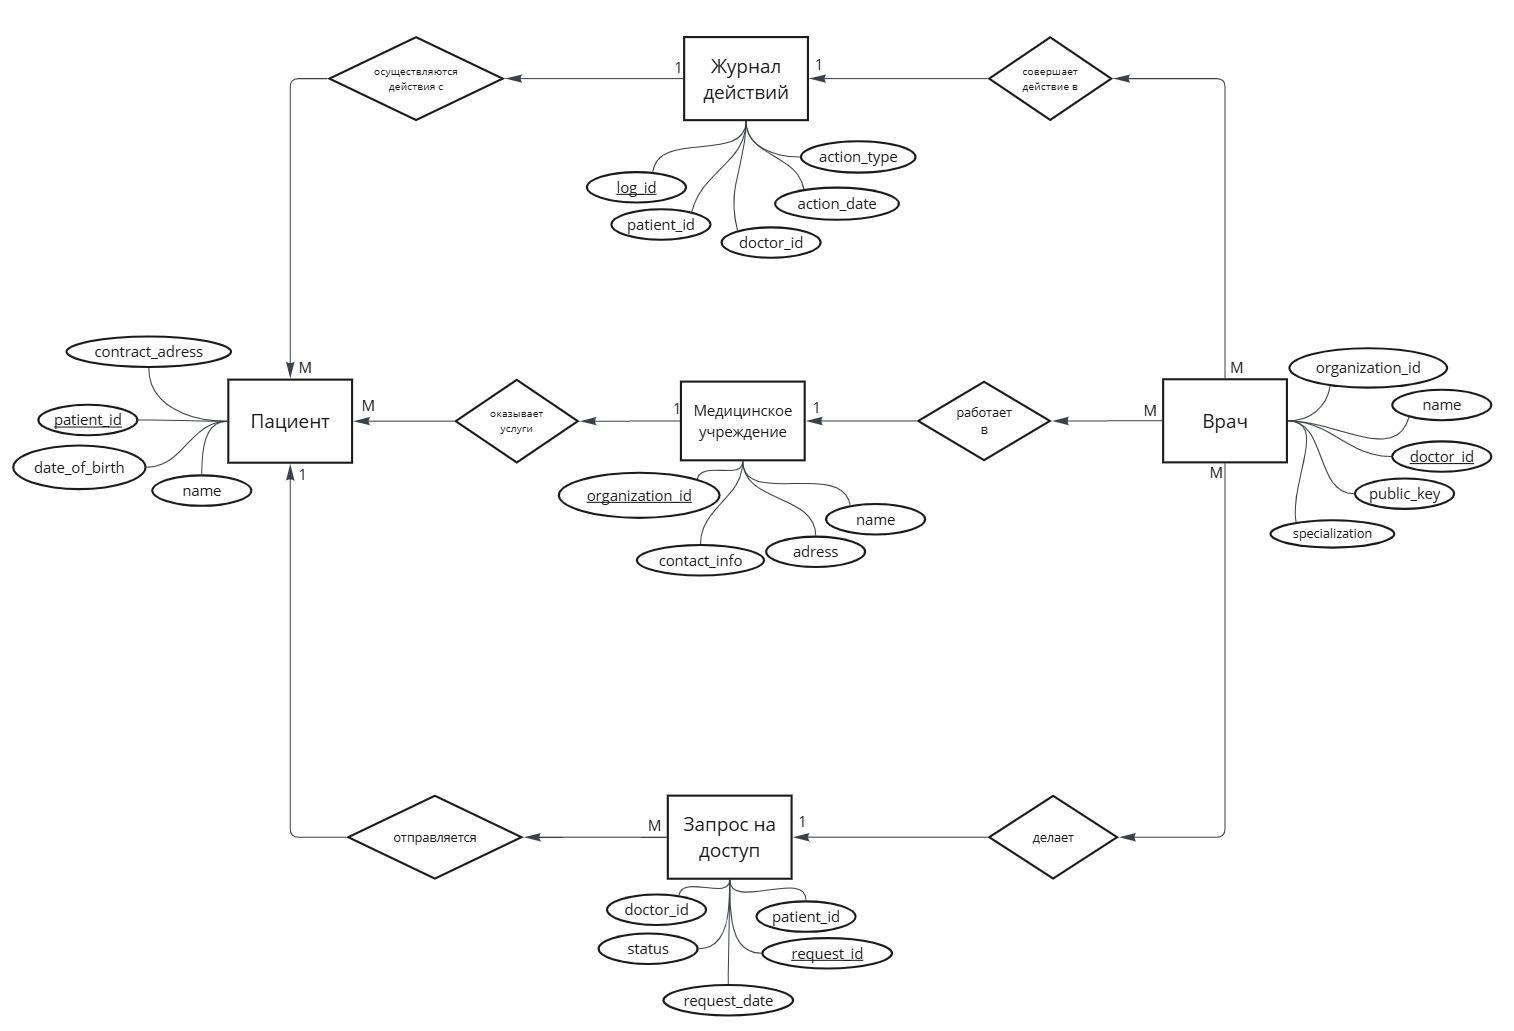 осуществляются
действия с
1
Журнал
действий
1
совершает
действие в
log_id
patient_id
doctor_id
action_date
action_type
M
M
contract_adress
patient_id
date_of_birth
name
Пациент
M
оказывает
услуги
1
Медицинское
учреждение
1
работает
в
M
Врач
organization_id
name
doctor_id
public_key
specialization
organization_id
contact_info
adress
name
1
M
отправляется
M
Запрос на
доступ
1
делает
doctor_id
status
request_date
request_id
patient_id